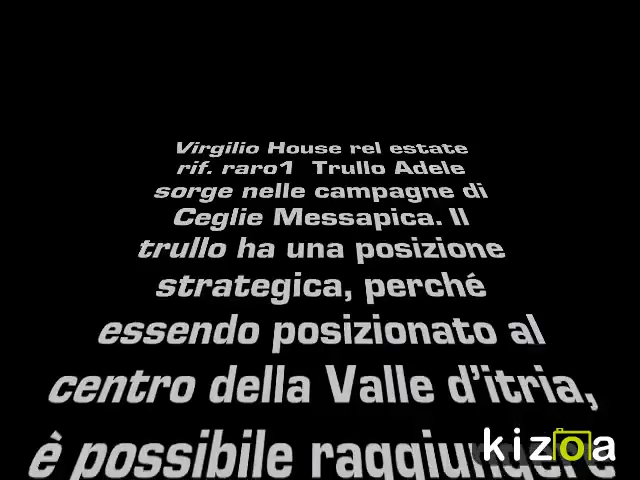 Virgilio House rel estate
rif. raro1 Trullo Adele
sorge nelle campagne di
Ceglie Messapica. Il
trullo ha una posizione
strategica, perché
essendo posizionato al
centro della Valle d'itria,
è possibile raggiungere
kizoa